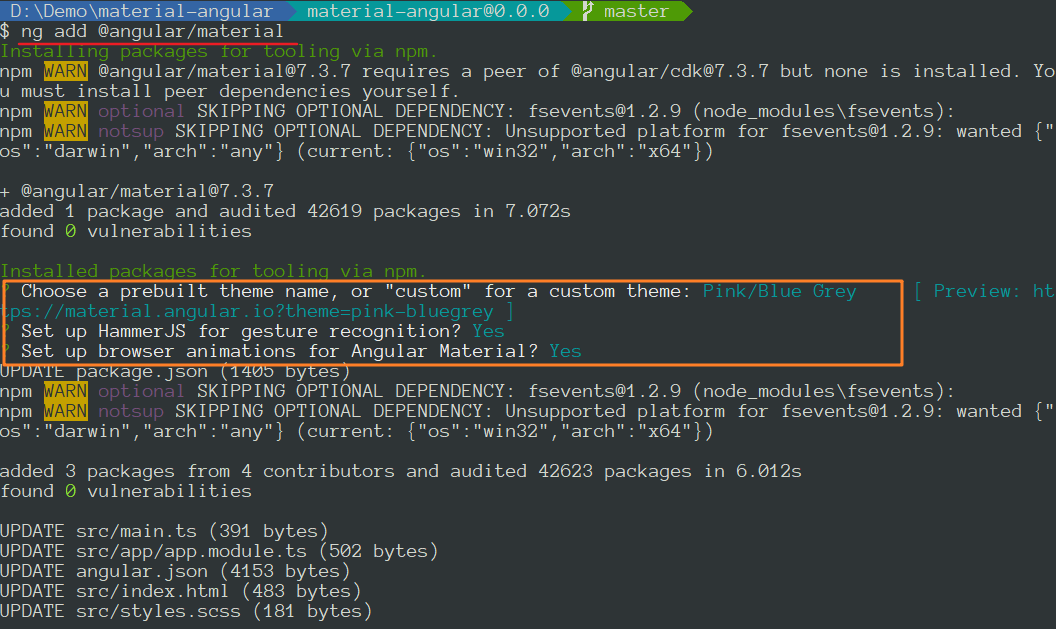 D:\Demo\material-angular material-angular@0.0.0 master
$ ng add @angular/material
Installing packages for tooling via npm.
npm WARN @angular/material@7.3.7 requires a peer of @angular/cdk@7.3.7 but none is installed. Yo
u must install peer dependencies yourself.
npm WARN optional SKIPPING OPTIONAL DEPENDENCY: fsevents@1.2.9 (node_modules\fsevents):
npm WARN notsup SKIPPING OPTIONAL DEPENDENCY: Unsupported platform for fsevents@1.2.9: wanted {"
os":"darwin","arch":"any"} (current: {"os":"win32","arch":"x64"})
+ @angular/material@7.3.7
added 1 package and audited 42619 packages in 7.072s
found 0 vulnerabilities
Installed packages for tooling via npm.
? Choose a prebuilt theme name, or "custom" for a custom theme: Pink/Blue Grey [ Preview: ht
tps://material.angular.io?theme=pink-bluegrey ]
? Set up HammerJS for gesture recognition? Yes
? Set up browser animations for Angular Material? Yes
UPDATE package.json (1405 bytes)
npm WARN optional SKIPPING OPTIONAL DEPENDENCY: fsevents@1.2.9 (node_modules\fsevents):
npm WARN notsup SKIPPING OPTIONAL DEPENDENCY: Unsupported platform for fsevents@1.2.9: wanted {"
os":"darwin","arch":"any"} (current: {"os":"win32","arch":"x64"})
added 3 packages from 4 contributors and audited 42623 packages in 6.012s
found 0 vulnerabilities
UPDATE src/main.ts (391 bytes)
UPDATE src/app/app.module.ts (502 bytes)
UPDATE angular.json (4153 bytes)
UPDATE src/index.html (483 bytes)
UPDATE src/styles.scss (181 bytes)